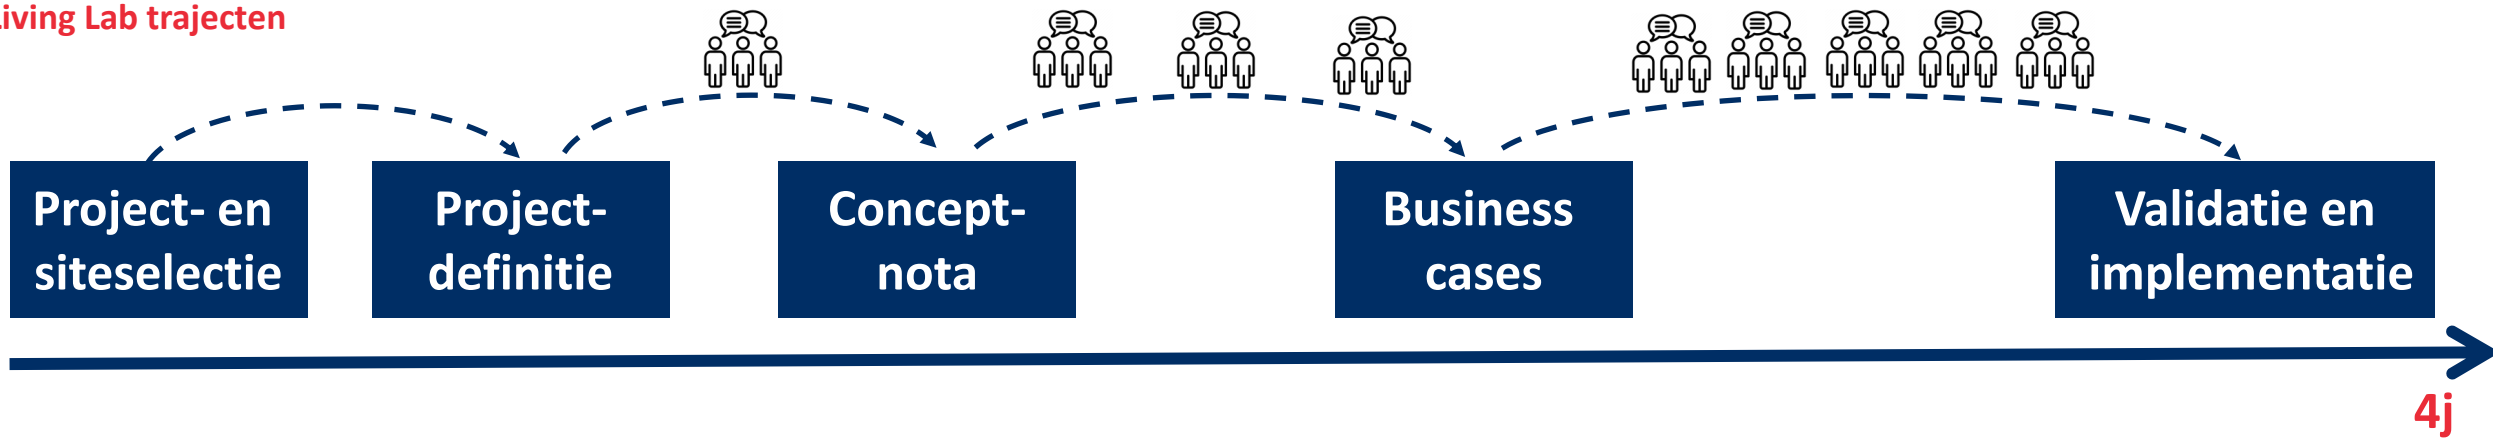 iving Lab trajecten
Project- en
siteselectie
Project-
definitie
Concept-
nota
Business
cases
Validatie en
implementatie
4j